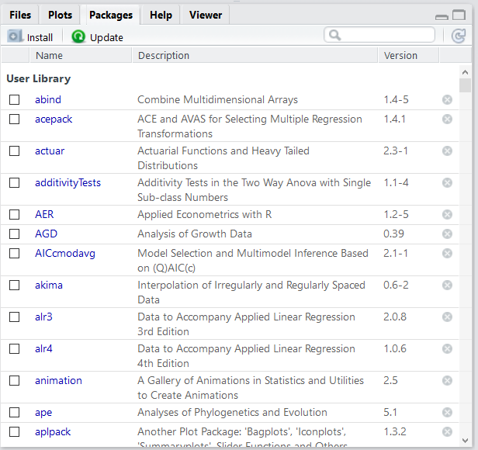 Files Plots Packages Help Viewer
Install Update
Name Description Version
User Library
abind Combine Multidimensional Arrays 1.4-5
acepack ACE and AVAS for Selecting Multiple Regression 1.4.1
Transformations
actuar Actuarial Functions and Heavy Tailed 2.3-1
Distributions
additivityTests Additivity Tests in the Two Way Anova with Single 1.1-4
Sub-class Numbers
AER Applied Econometrics with R 1.2-5
AGD Analysis of Growth Data 0.39
AICcmodavg Model Selection and Multimodel Inference Based 2.1-1
on (Q)AIC(c)
akima Interpolation of Irregularly and Regularly Spaced 0.6-2
Data
alr3 Data to Accompany Applied Linear Regression 2.0.8
3rd Edition
alr4 Data to Accompany Applied Linear Regression 1.0.6
4th Edition
animation A Gallery of Animations in Statistics and Utilities 2.5
to Create Animations
ape Analyses of Phylogenetics and Evolution 5.1
aplpack Another Plot Package: 'Bagplots', 'Iconplots', 1.3.2
'Summaryplots', Slider Functions and Others